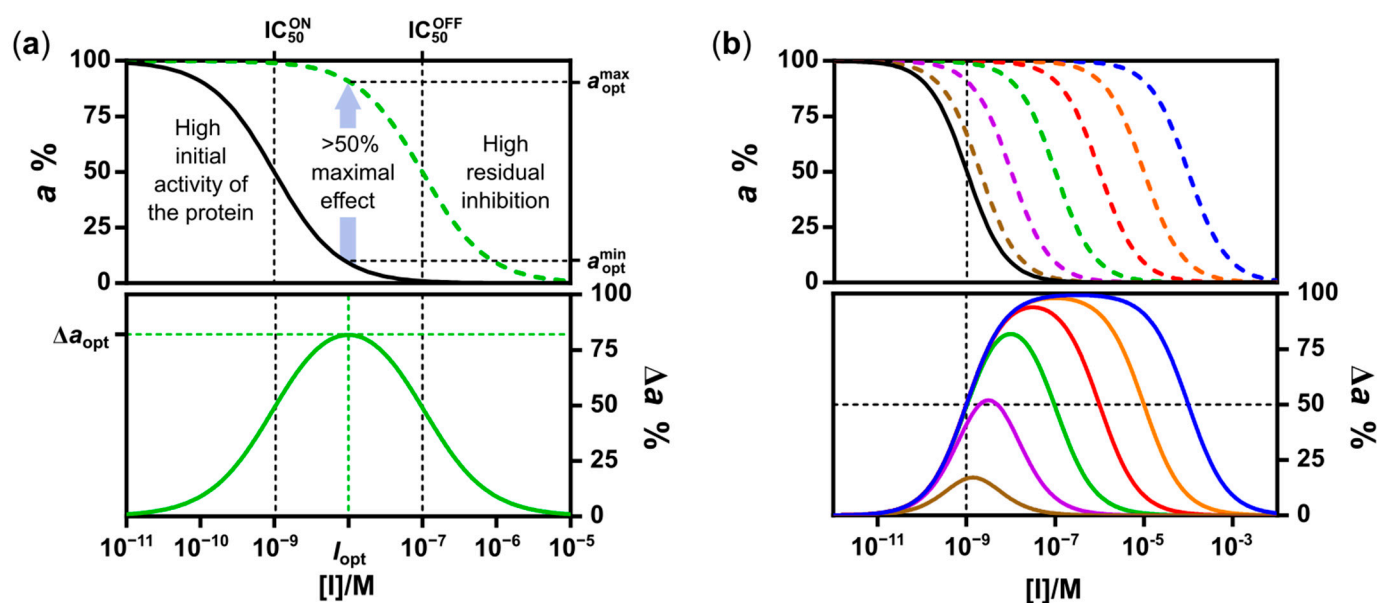 (a)
IC₅₀ᴼᴺ
IC₅₀ᴼᶠᶠ
100
75
50
25
0
a %
High
initial
activity of
the protein
>50%
maximal
effect
High
residual
inhibition
aₒₚₜᵐᵃˣ
aₒₚₜᵐⁱⁿ
Δaₒₚₜ
100
75
50
25
0
Δa %
10⁻¹¹ 10⁻¹⁰ 10⁻⁹ Iₒₚₜ 10⁻⁷ 10⁻⁶ 10⁻⁵
[I]/M
(b)
100
75
50
25
0
a %
100
75
50
25
0
Δa %
10⁻¹¹ 10⁻⁹ 10⁻⁷ 10⁻⁵ 10⁻³
[I]/M